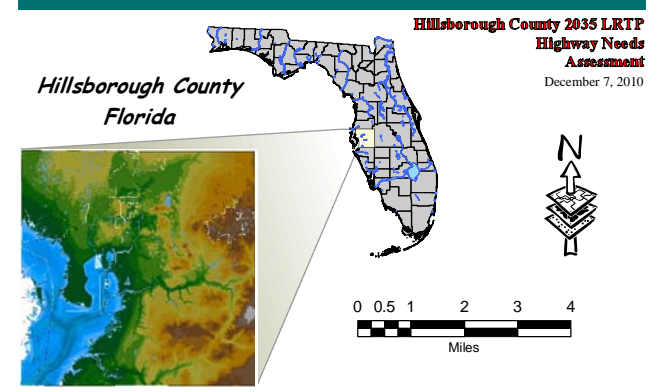 Hillsborough County 2035 LRTP
Highway Needs
Assessment
December 7, 2010
Hillsborough County
Florida
N
0 0.5 1 2 3 4
Miles